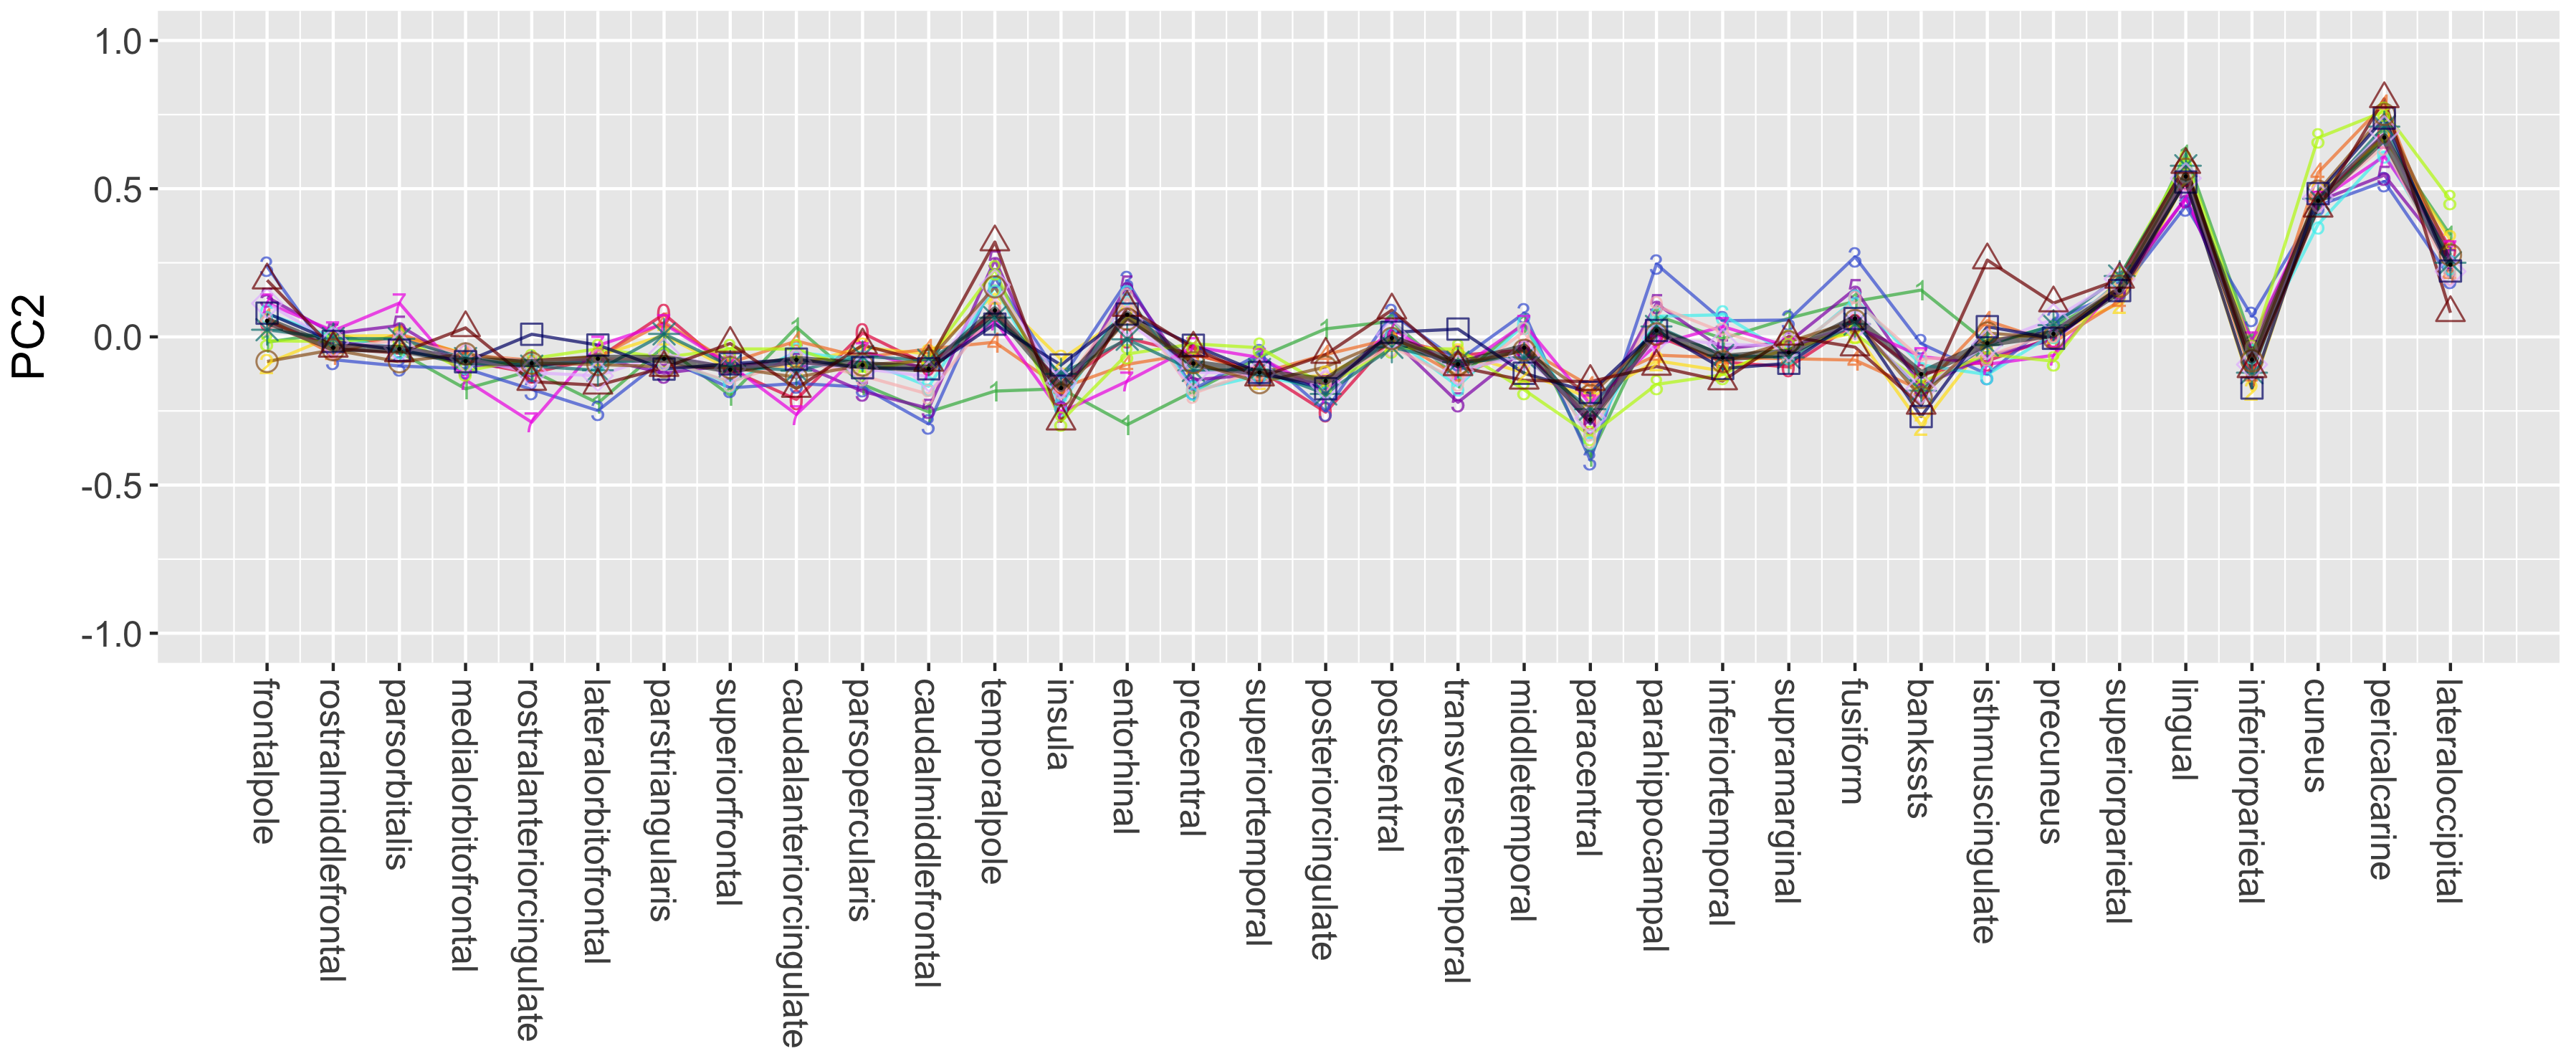 1.0
0.5
0.0
-0.5
-1.0
PC2
frontalpole
rostralmiddlefrontal
parsorbitalis
medialorbitofrontal
rostralanteriorcingulate
lateralorbitofrontal
parstriangularis
superiorfrontal
caudalanteriorcingulate
parsopercularis
caudalmiddlefrontal
temporalpole
insula
entorhinal
precentral
superiortemporal
posteriorcingulate
postcentral
transversetemporal
middletemporal
paracentral
parahippocampal
inferiortemporal
supramarginal
fusiform
bankssts
isthmuscingulate
precuneus
superiorparietal
lingual
inferiorparietal
cuneus
pericalcarine
lateraloccipital